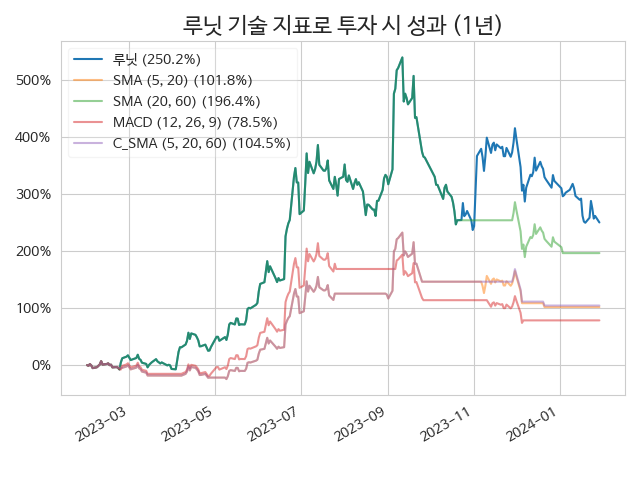 루닛 기술 지표로 투자 시 성과 (1년)
루닛 (250.2%)
SMA (5, 20) (101.8%)
SMA (20, 60) (196.4%)
MACD (12, 26, 9) (78.5%)
C_SMA (5, 20, 60) (104.5%)
500%
400%
300%
200%
100%
0%
2023−03
2023−05
2023−07
2023−09
2023−11
2024−01